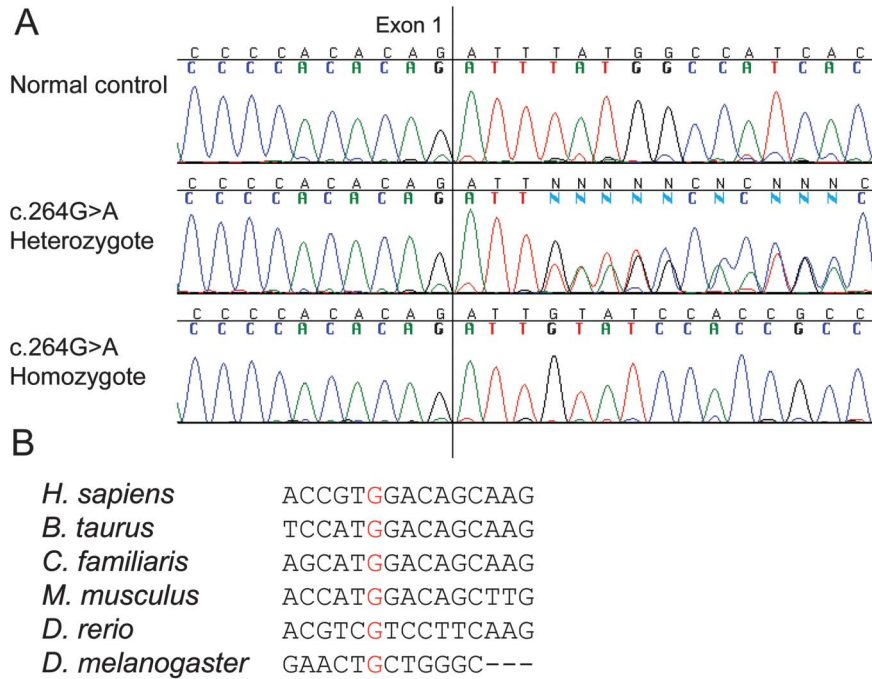 A
Exon 1
C C C C A C A C A G A T T T A T G G C C A T C A C
C C C C A C A C A G A T T T A T G G C C A T C A C
Normal control
C C C C A C A C A G A T T N N N N N C N C N N N C
C C C C A C A C A G A T T N N N N N C N C N N N C
c.264G>A
Heterozygote
C C C C A C A C A G A T T G T A T C C A C C G C C
C C C C A C A C A G A T T G T A T C C A C C G C C
c.264G>A
Homozygote
B
H. sapiens ACCGTGGACAGCAAG
B. taurus TCCATGGACAGCAAG
C. familiaris AGCATGGACAGCAAG
M. musculus ACCATGGACAGCTTG
D. rerio ACGTCGTCCTTCAAG
D. melanogaster GAACTGCTGGGC---